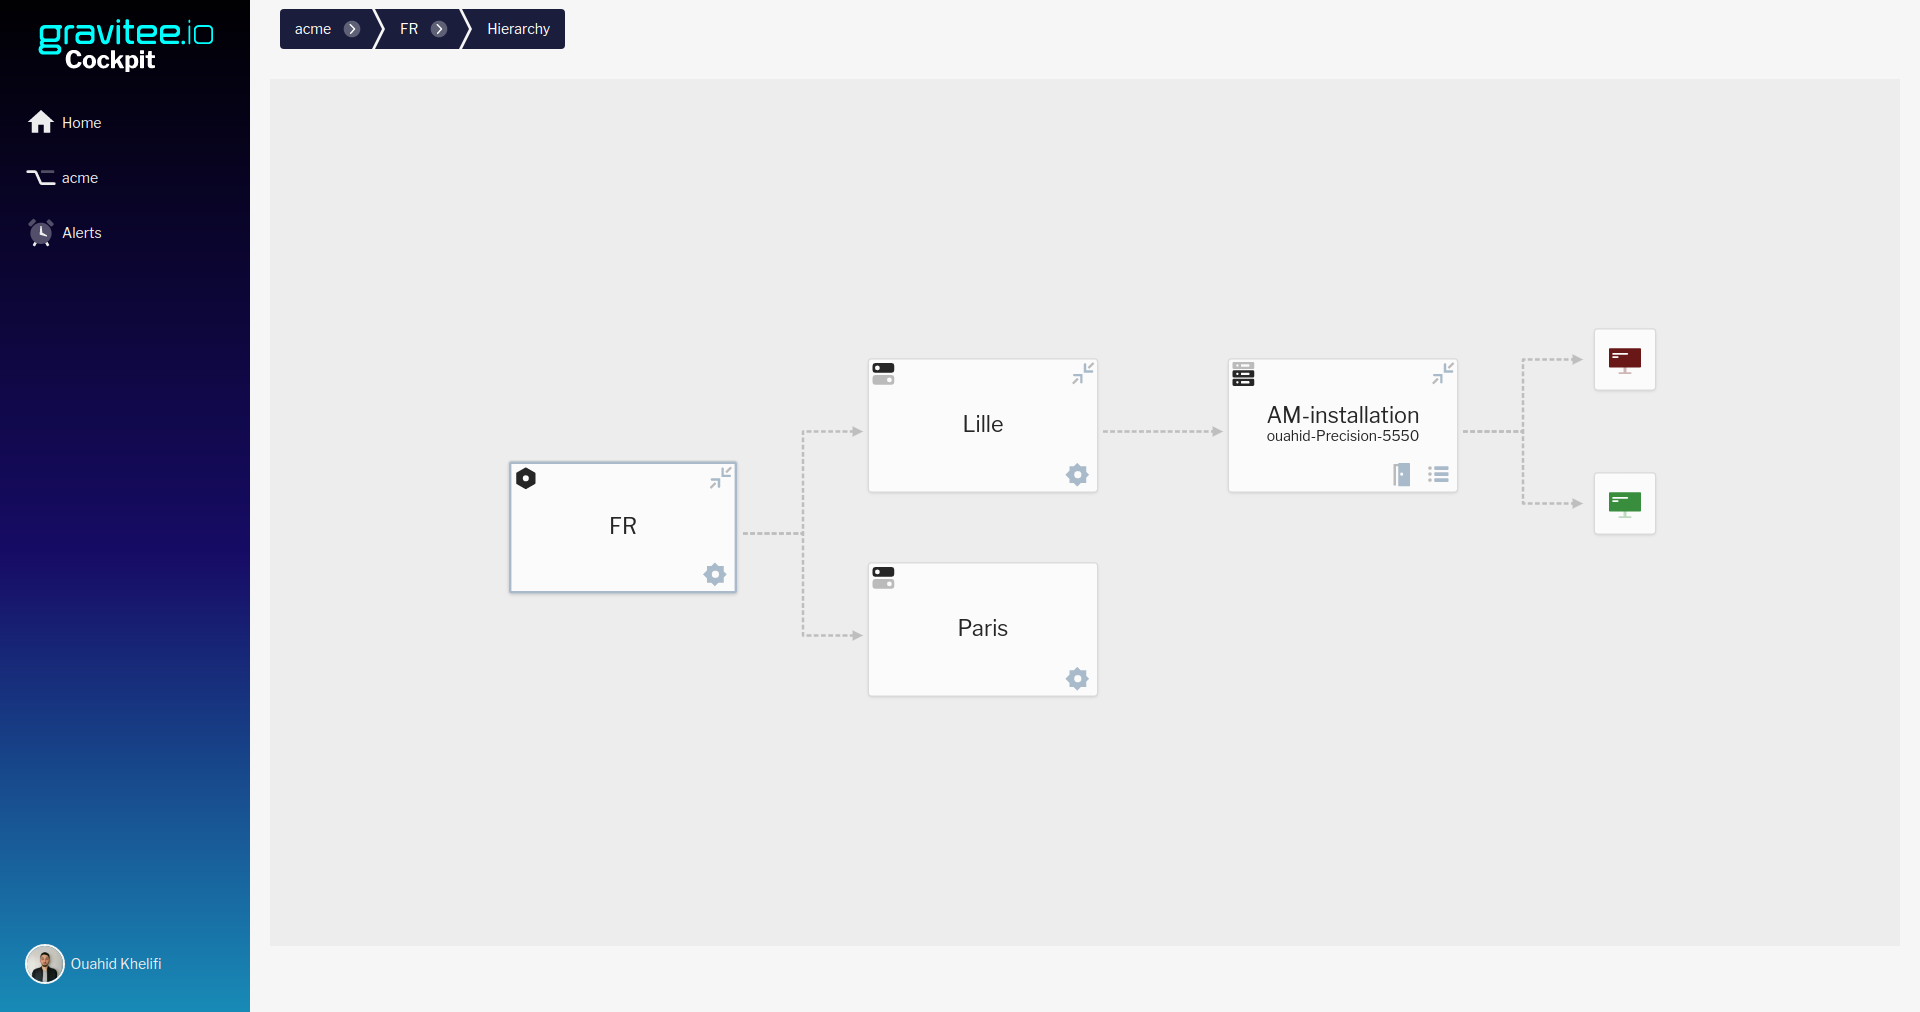 gravitee.io
Cockpit
acme
FR
Hierarchy
Home
acme
Alerts
Lille
AM-installation
ouahid-Precision-5550
FR
Paris
Ouahid Khelifi